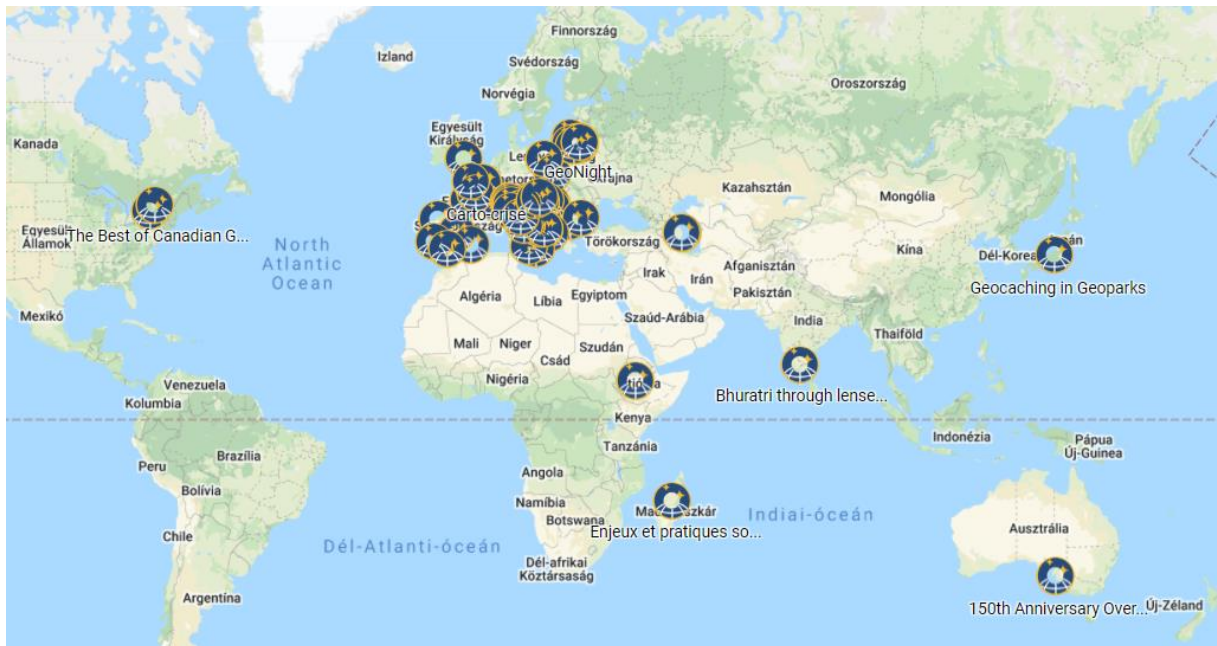 Finnország
Izland
Svédország
Norvégia
Oroszország
Egyesült
Királyság
Kanada
GeoNight
Kazahsztán
Mongólia
Carto-crise
The Best of Canadian G...
Egyesült
Államok
North
Atlantic
Ocean
Törökország
Kína
Dél-Korea
Geocaching in Geoparks
Irak
Irán
Afganisztán
Pakisztán
Algéria
Líbia
Egyiptom
Szaúd-Arábia
India
Thaiföld
Mexikó
Mali
Niger
Csád
Szudán
Nigéria
Venezuela
Kolumbia
Bhuratri through lense...
Kenya
Indonézia
Pápua
Új-Guinea
Tanzánia
Peru
Brazília
Bolívia
Angola
Namíbia
Botswana
Indiai-óceán
Enjeux et pratiques so...
Ausztrália
Chile
Dél-Atlanti-óceán
Dél-afrikai
Köztársaság
Argentína
150th Anniversary Over...
Új-Zéland